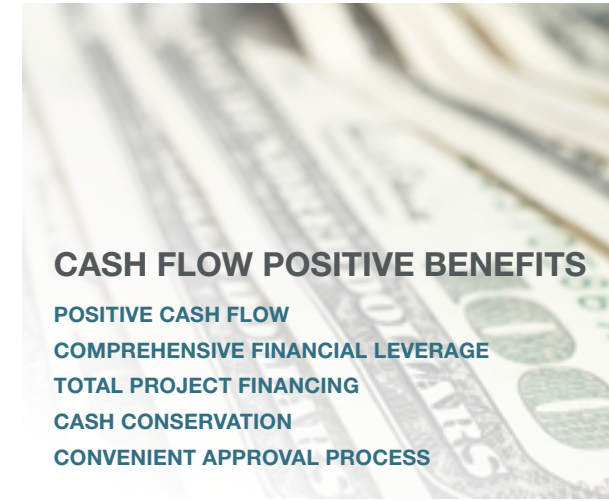 CASH FLOW POSITIVE BENEFITS
POSITIVE CASH FLOW
COMPREHENSIVE FINANCIAL LEVERAGE
TOTAL PROJECT FINANCING
CASH CONSERVATION
CONVENIENT APPROVAL PROCESS